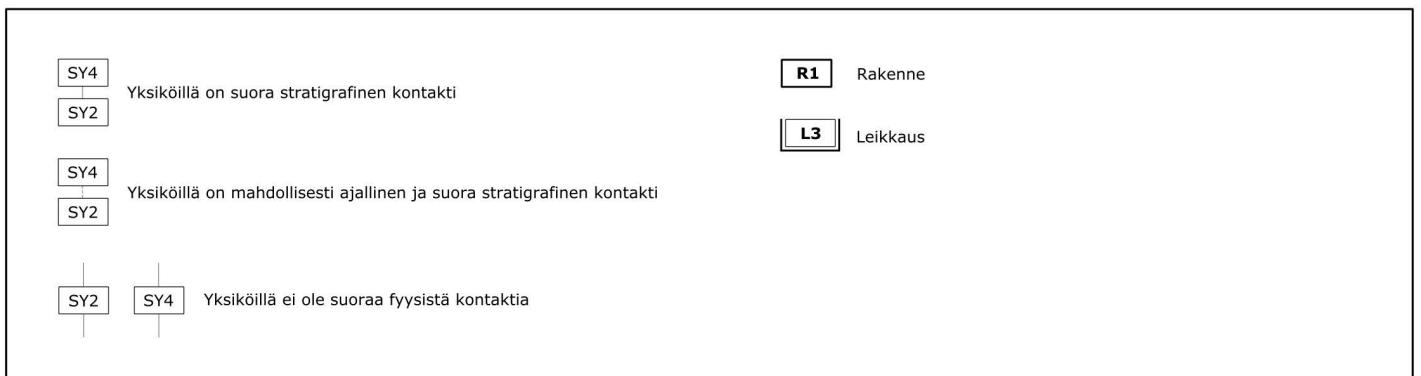 SY4
Yksiköillä on suora stratigrafinen kontakti
SY2
SY4
Yksiköillä on mahdollisesti ajallinen ja suora stratigrafinen kontakti
SY2
SY2 SY4 Yksiköillä ei ole suoraa fyysistä kontaktia
R1 Rakenne
L3 Leikkaus